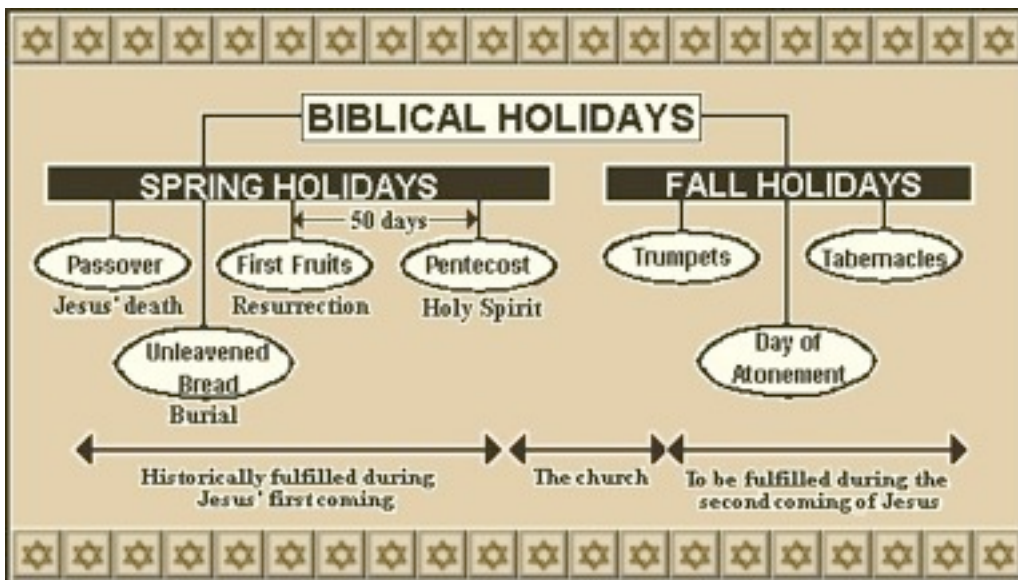 BIBLICAL HOLIDAYS
SPRING HOLIDAYS
FALL HOLIDAYS
50 days
Passover
First Fruits
Pentecost
Trumpets
Tabernacles
Jesus' death
Resurrection
Holy Spirit
Unleavened
Bread
Burial
Day of
Atonement
Historically fulfilled during
Jesus' first coming
The church
To be fulfilled during the
second coming of Jesus